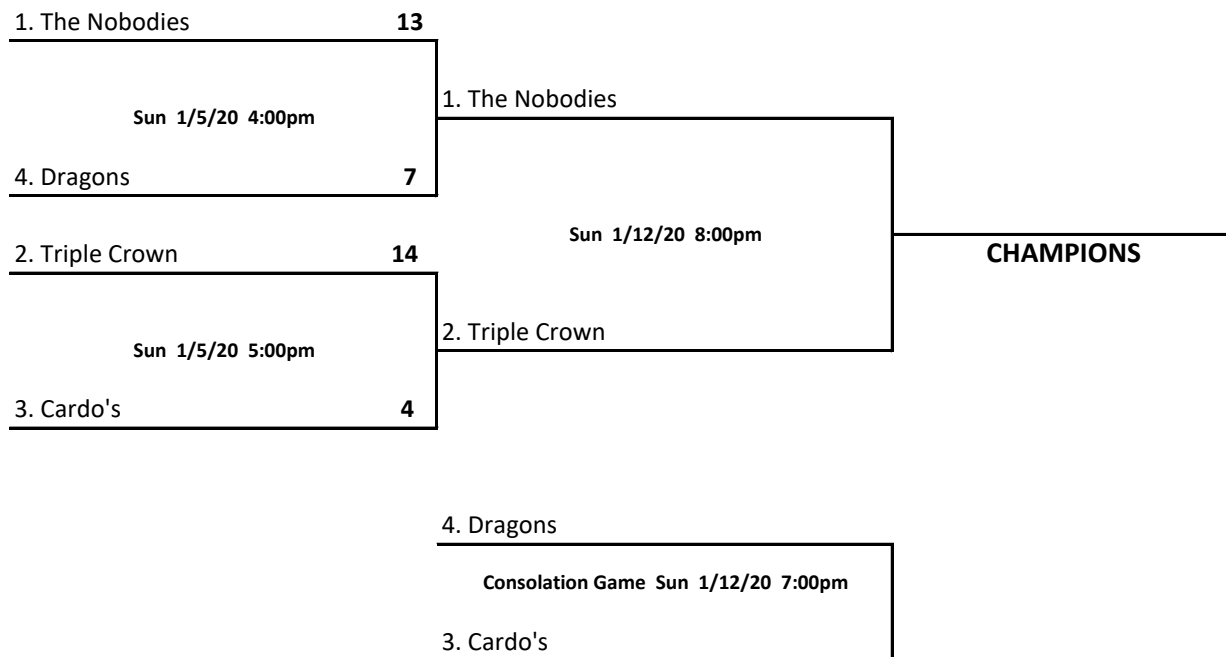 1. The Nobodies 13
Sun 1/5/20 4:00pm
1. The Nobodies
4. Dragons 7
Sun 1/12/20 8:00pm
2. Triple Crown 14
CHAMPIONS
Sun 1/5/20 5:00pm
2. Triple Crown
3. Cardo's 4
4. Dragons
Consolation Game Sun 1/12/20 7:00pm
3. Cardo's